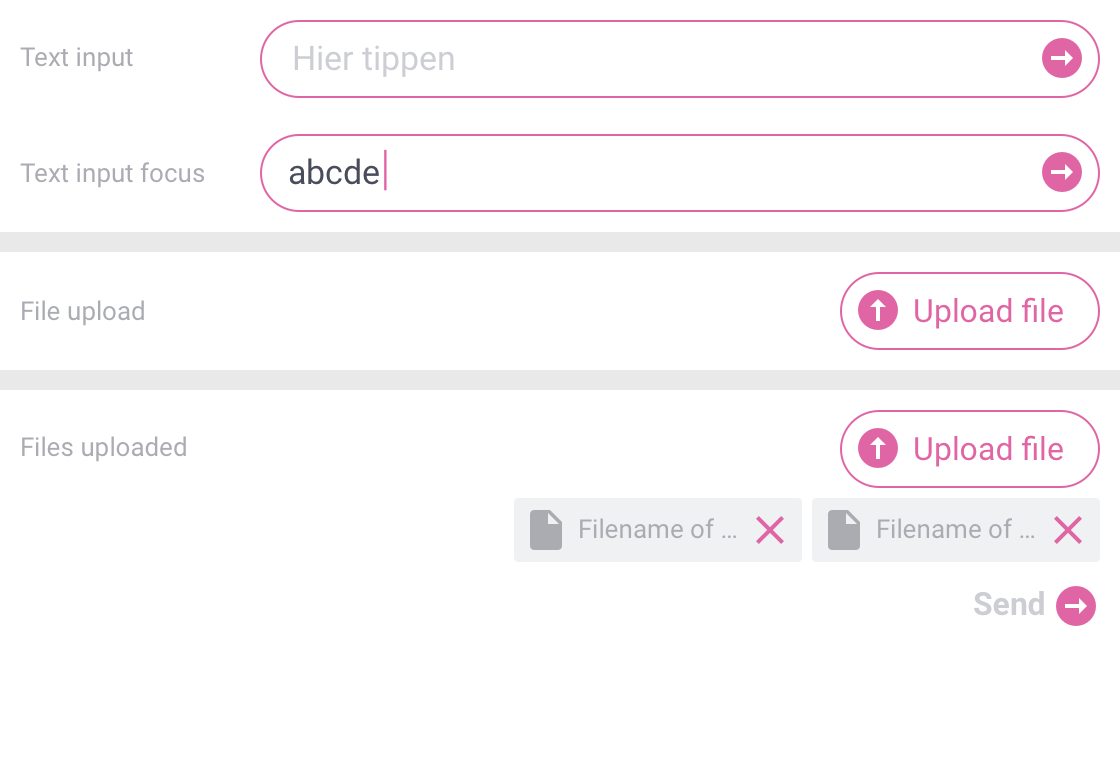 Text input
Hier tippen
Text input focus
abcde
File upload
Upload file
Files uploaded
Upload file
Filename of ...
Filename of ...
Send